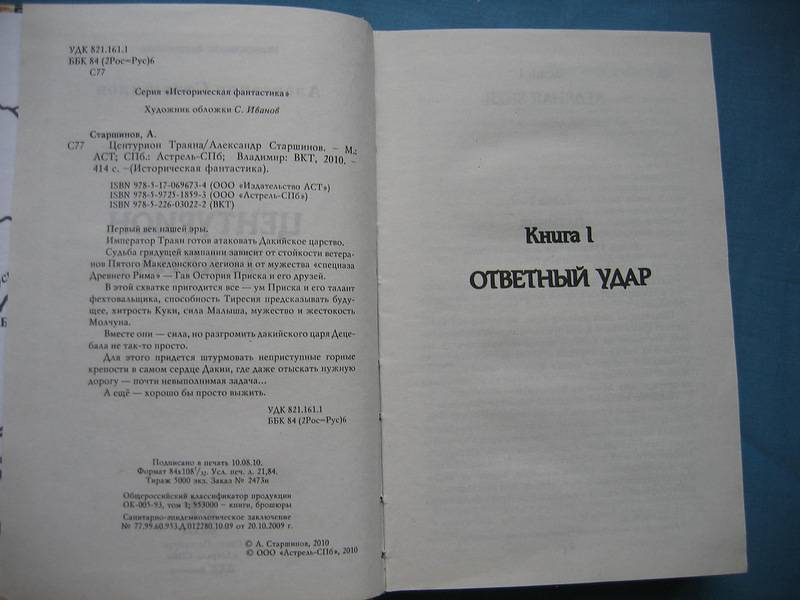 УДК 821.161.1
ББК 84 (2Рос=Рус)6
С77
Серия «Историческая фантастика»
Художник обложки С. Иванов
Старшинов, А.
С77 Центурион Траяна/Александр Старшинов. – М.:
АСТ; СПб.: Астрель-СПб; Владимир: ВКТ, 2010. –
414 с. –(Историческая фантастика).
ISBN 978-5-17-069673-4 (ООО «Издательство АСТ»)
ISBN 978-5-9725-1859-3 (ООО «Астрель-СПб»)
ISBN 978-5-226-03022-2 (ВКТ)
Первый век нашей эры.
Император Траян готов атаковать Дакийское царство.
Судьба грядущей кампании зависит от стойкости ветера-
нов Пятого Македонского легиона и от мужества «спецназа
Древнего Рима» — Гая Остория Приска и его друзей.
В этой схватке пригодится все — ум Приска и его талант
фехтовальщика, способность Тиресия предсказывать буду-
щее, хитрость Куки, сила Малыша, мужество и жестокость
Молчуна.
Вместе они — сила, но разгромить дакийского царя Деце-
бала не так-то просто.
Для этого придется штурмовать неприступные горные
крепости в самом сердце Дакии, где даже отыскать нужную
дорогу — почти невыполнимая задача...
А ещё — хорошо бы просто выжить.
УДК 821.161.1
ББК 84 (2Рос=Рус)6
Подписано в печать 10.08.10.
Формат 84x108¹/₃₂. Усл. печ. л. 21,84.
Тираж 5000 экз. Заказ № 2473и
Общероссийский классификатор продукции
ОК-005-93, том 1; 953000 – книги, брошюры
Санитарно-эпидемиологическое заключение
№ 77.99.60.953.Д.012280.10.09 от 20.10.2009 г.
© А. Старшинов, 2010
© ООО «Астрель-СПб», 2010
Книга 1
ОТВЕТНЫЙ УДАР